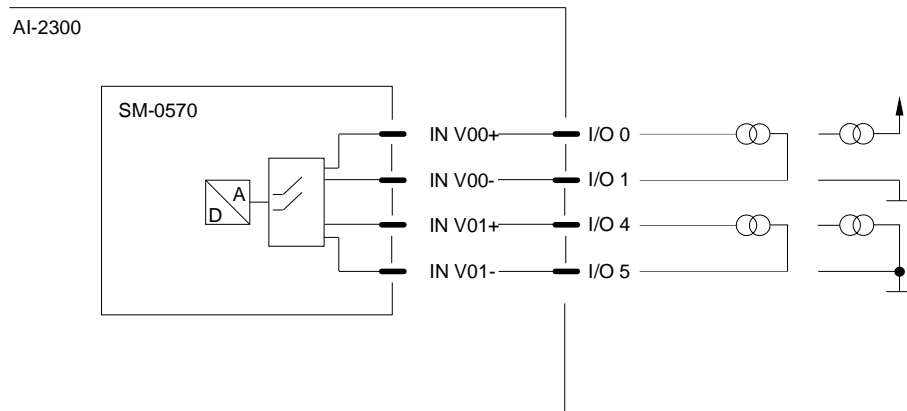 AI-2300
SM-0570
IN V00+ I/O 0
IN V00- I/O 1
A
D
IN V01+ I/O 4
IN V01- I/O 5